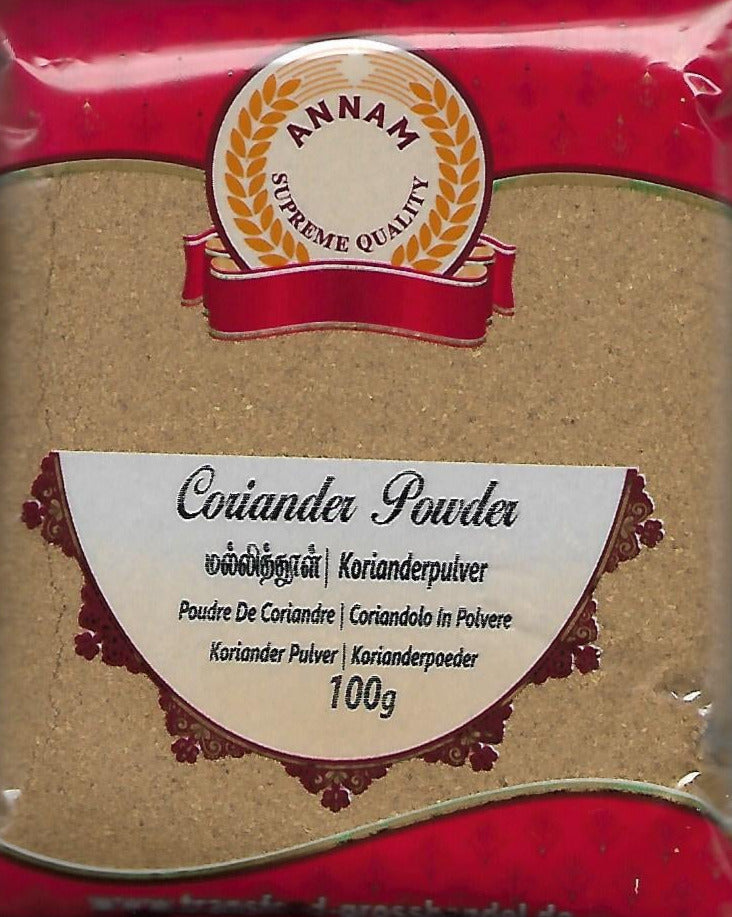 ANNAM
SUPREME QUALITY
Coriander Powder
மல்லித்தூள் | Korianderpulver
Poudre De Coriandre | Coriandolo In Polvere
Koriander Pulver | Korianderpoeder
100g